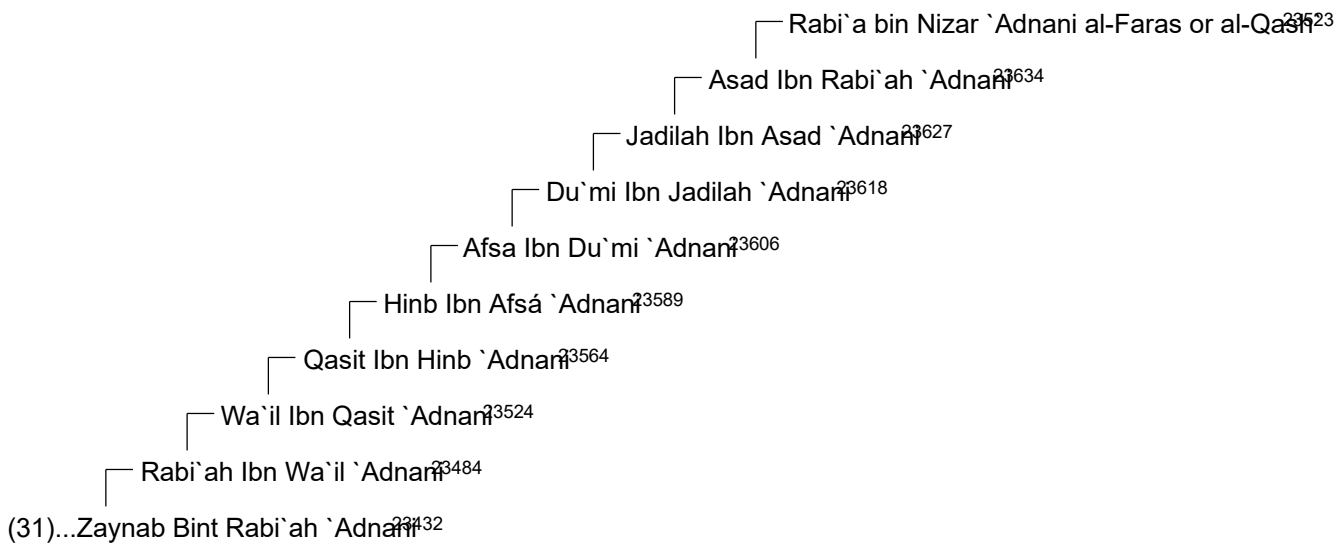 Rabi`a bin Nizar `Adnani al-Faras or al-Qash`23523
Asad Ibn Rabi`ah `Adnani23634
Jadilah Ibn Asad `Adnani23627
Du`mi Ibn Jadilah `Adnani23618
Afsa Ibn Du`mi `Adnani23606
Hinb Ibn Afsá `Adnani23589
Qasit Ibn Hinb `Adnani23564
Wa`il Ibn Qasit `Adnani23524
Rabi`ah Ibn Wa`il `Adnani23484
(31)...Zaynab Bint Rabi`ah `Adnani23432